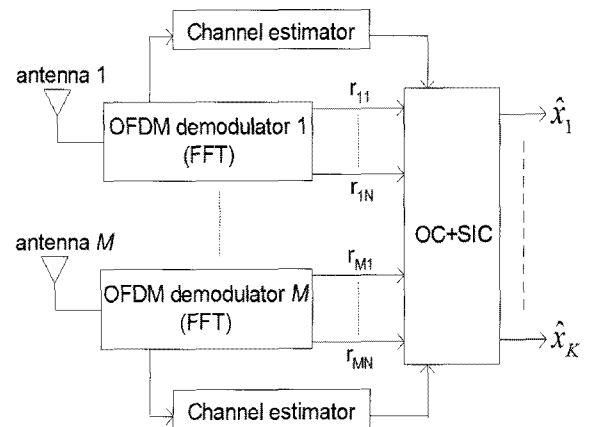 Channel estimator
antenna 1
r11
OFDM demodulator 1
(FFT)
x̂1
r1N
OC+SIC
antenna M
rM1
OFDM demodulator M
(FFT)
rMN
x̂K
Channel estimator